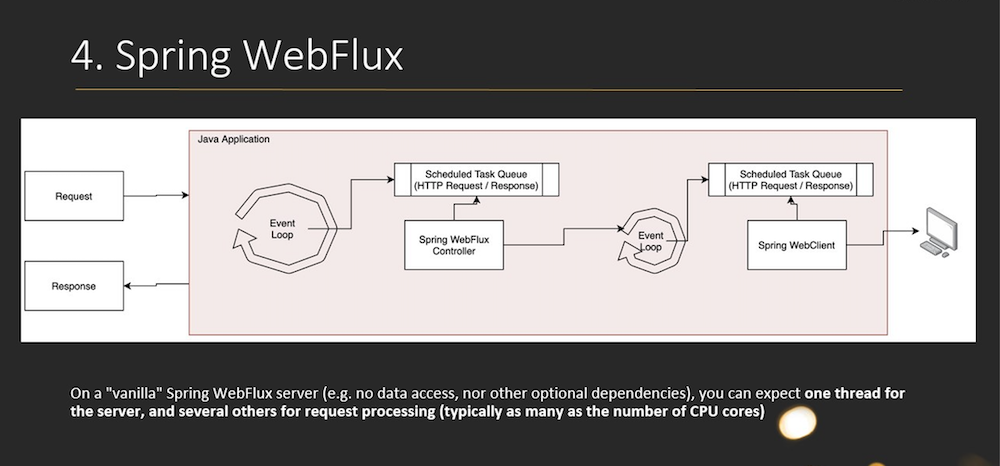 4. Spring WebFlux
Java Application
Request
Response
Event
Loop
Scheduled Task Queue
(HTTP Request / Response)
Spring WebFlux
Controller
Event
Loop
Scheduled Task Queue
(HTTP Request / Response)
Spring WebClient
On a "vanilla" Spring WebFlux server (e.g. no data access, nor other optional dependencies), you can expect one thread for
the server, and several others for request processing (typically as many as the number of CPU cores)